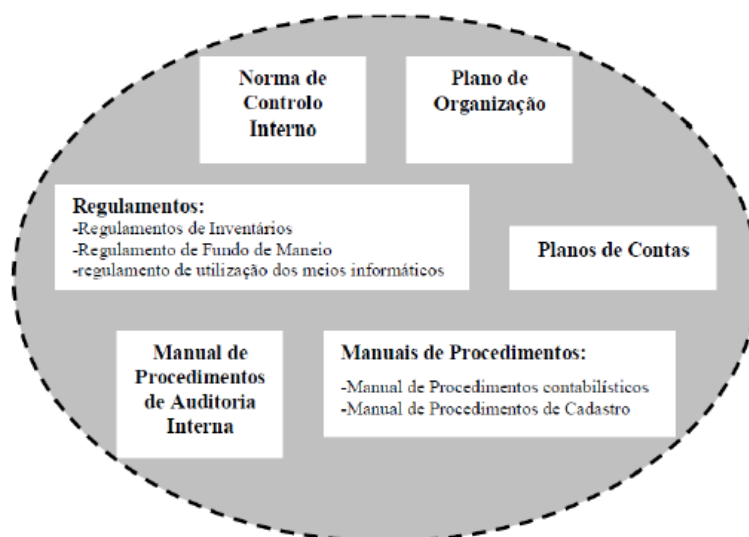 Norma de
Controlo
Interno
Plano de
Organização
Regulamentos:
-Regulamentos de Inventários
-Regulamento de Fundo de Maneio
-regulamento de utilização dos meios informáticos
Planos de Contas
Manual de
Procedimentos
de Auditoria
Interna
Manuais de Procedimentos:
-Manual de Procedimentos contabilísticos
-Manual de Procedimentos de Cadastro